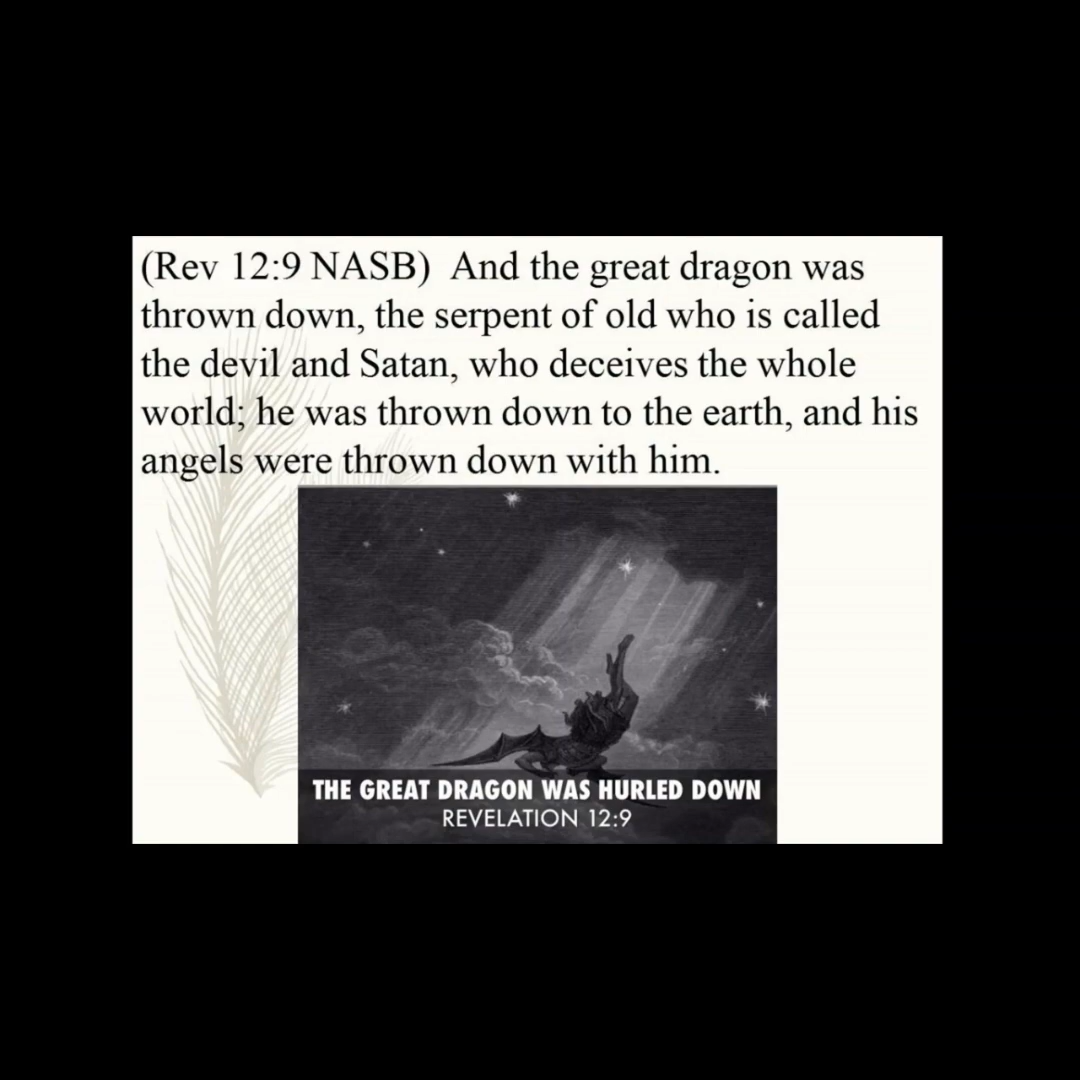 (Rev 12:9 NASB) And the great dragon was
thrown down, the serpent of old who is called
the devil and Satan, who deceives the whole
world; he was thrown down to the earth, and his
angels were thrown down with him.
THE GREAT DRAGON WAS HURLED DOWN
REVELATION 12:9